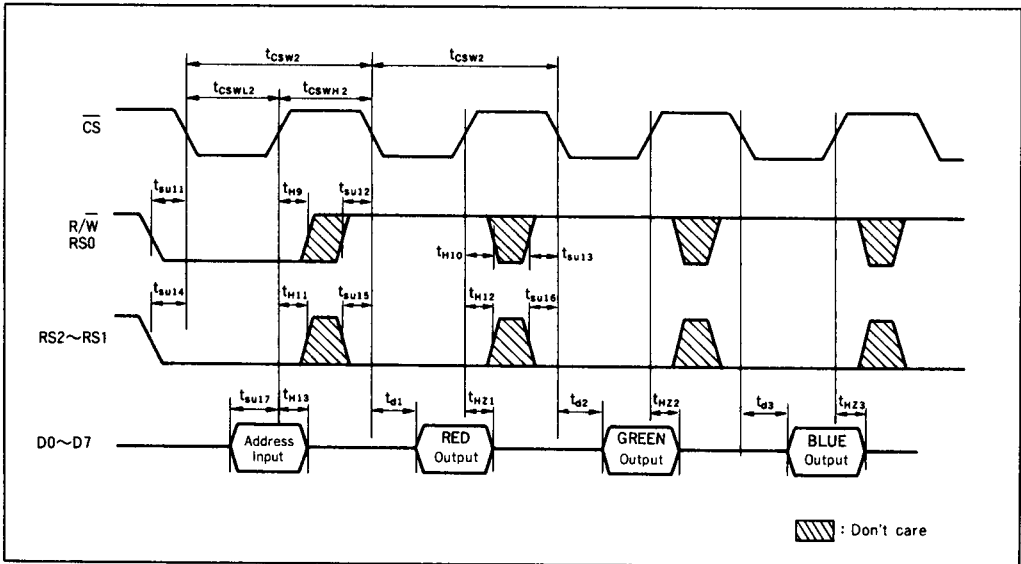 tCSW2 tCSW2
tCSWL2 tCSWH2
CS
tsu11 tH9 tsu12
R/W
RS0
tH10 tsu13
tsu14 tH11 tsu15 tH12 tsu16
RS2～RS1
tsu17 tH13 td1 tHZ1 td2 tHZ2 td3 tHZ3
D0～D7
Address
Input
RED
Output
GREEN
Output
BLUE
Output
: Don't care